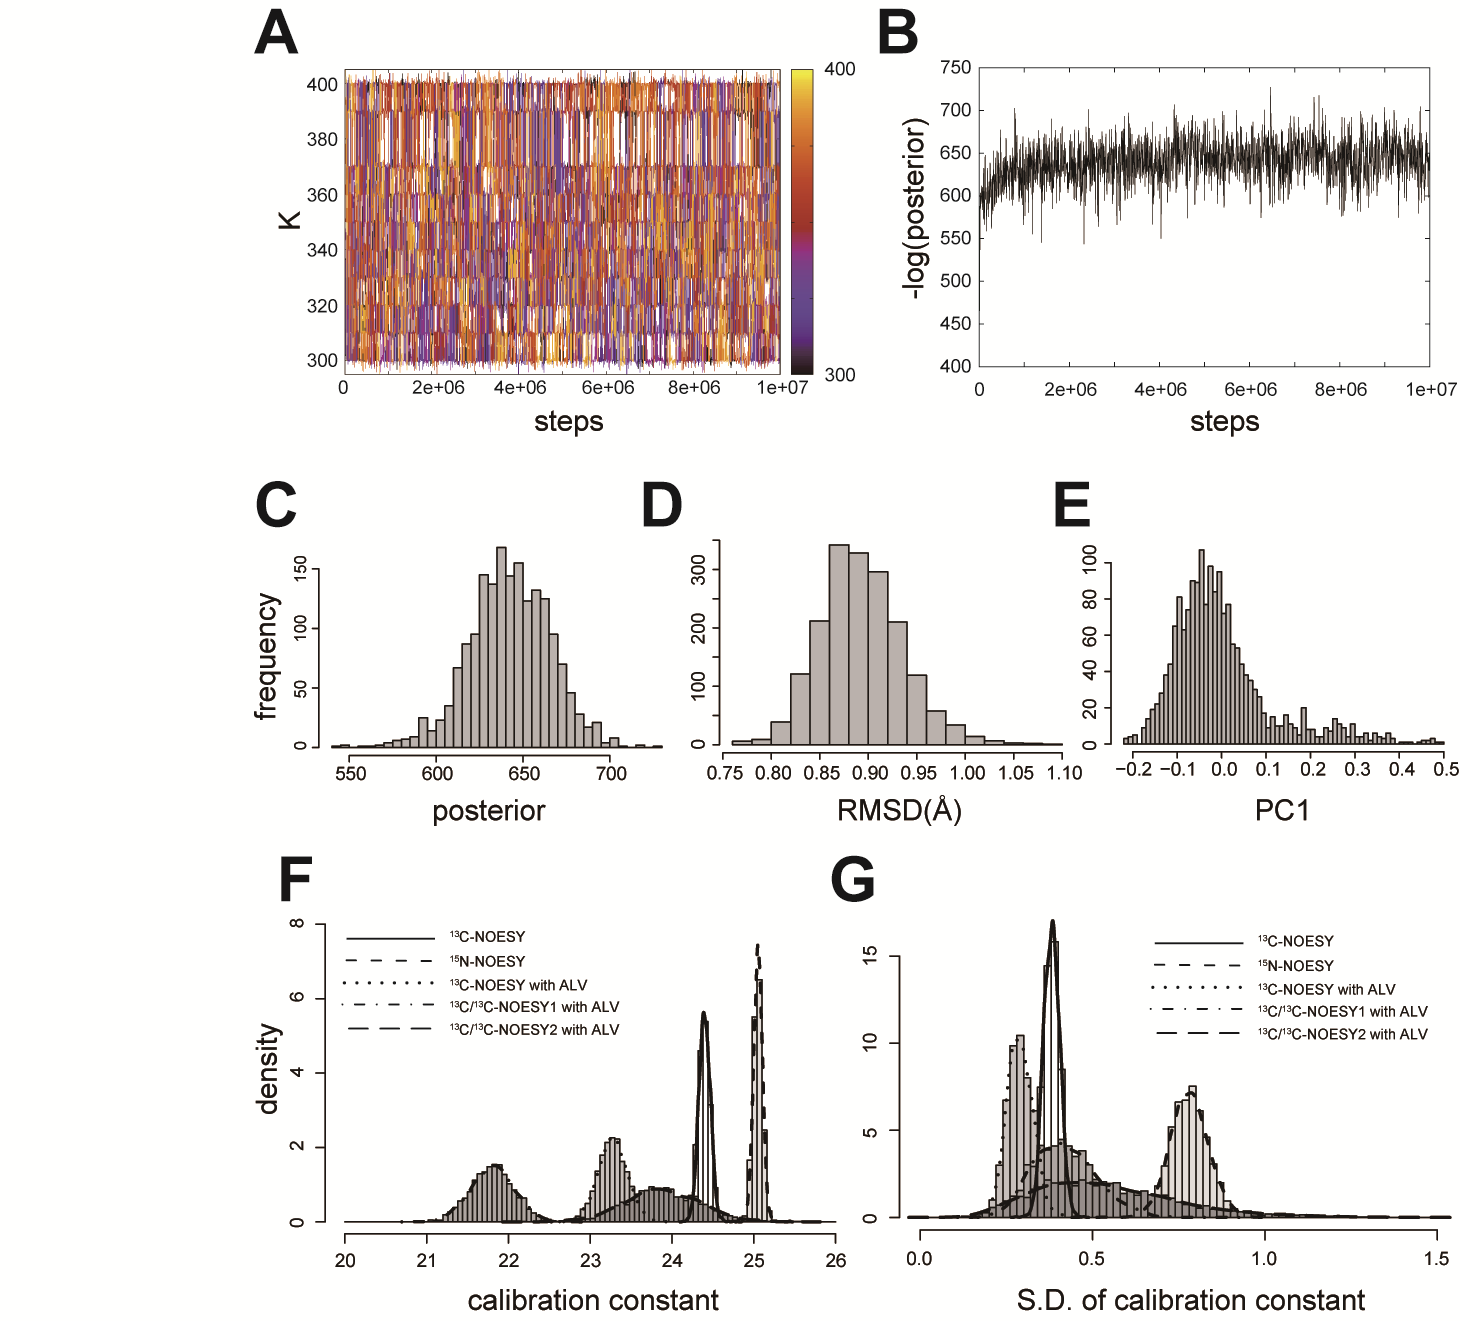 A
B
400
380
360
340
320
300
K
0 2e+06 4e+06 6e+06 8e+06 1e+07
steps
400
300
750
700
650
600
550
500
450
400
-log(posterior)
0 2e+06 4e+06 6e+06 8e+06 1e+07
steps
C
D
E
frequency
150
100
50
0
550 600 650 700
posterior
300
200
100
0
0.75 0.80 0.85 0.90 0.95 1.00 1.05 1.10
RMSD(Å)
100
80
60
40
20
0
−0.2 −0.1 0.0 0.1 0.2 0.3 0.4 0.5
PC1
F
G
density
8
6
4
2
0
¹³C-NOESY
¹⁵N-NOESY
¹³C-NOESY with ALV
¹³C/¹³C-NOESY1 with ALV
¹³C/¹³C-NOESY2 with ALV
20 21 22 23 24 25 26
calibration constant
15
10
5
0
¹³C-NOESY
¹⁵N-NOESY
¹³C-NOESY with ALV
¹³C/¹³C-NOESY1 with ALV
¹³C/¹³C-NOESY2 with ALV
0.0 0.5 1.0 1.5
S.D. of calibration constant